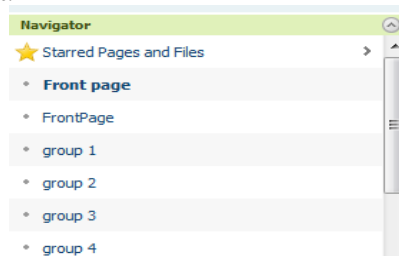 Navigator
Starred Pages and Files
Front page
FrontPage
group 1
group 2
group 3
group 4